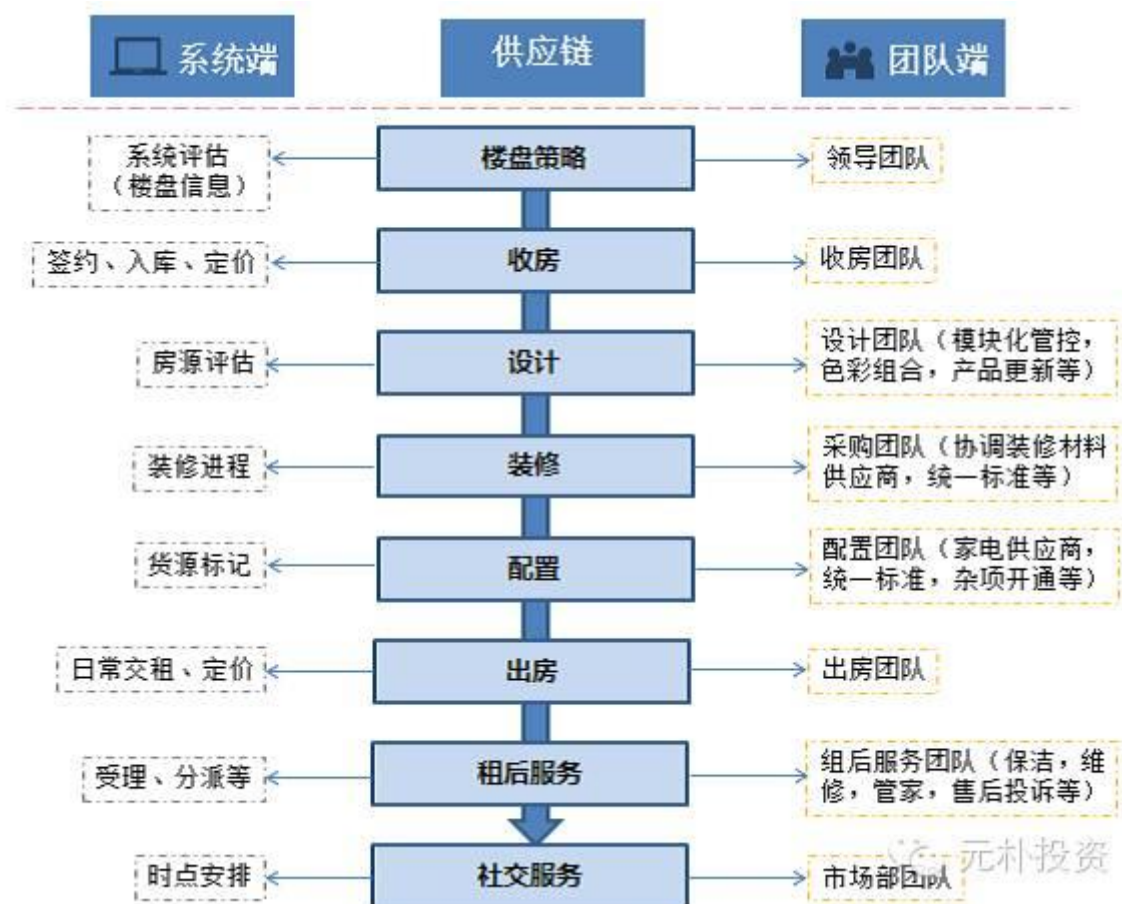 系统端
供应链
团队端
系统评估
（楼盘信息）
楼盘策略
领导团队
签约、入库、定价
收房
收房团队
房源评估
设计
设计团队（模块化管控，
色彩组合，产品更新等）
装修进程
装修
采购团队（协调装修材料
供应商，统一标准等）
货源标记
配置
配置团队（家电供应商，
统一标准，杂项开通等）
日常交租、定价
出房
出房团队
受理、分派等
租后服务
组后服务团队（保洁，维
修，管家，售后投诉等）
时点安排
社交服务
市场部团队
元朴投资